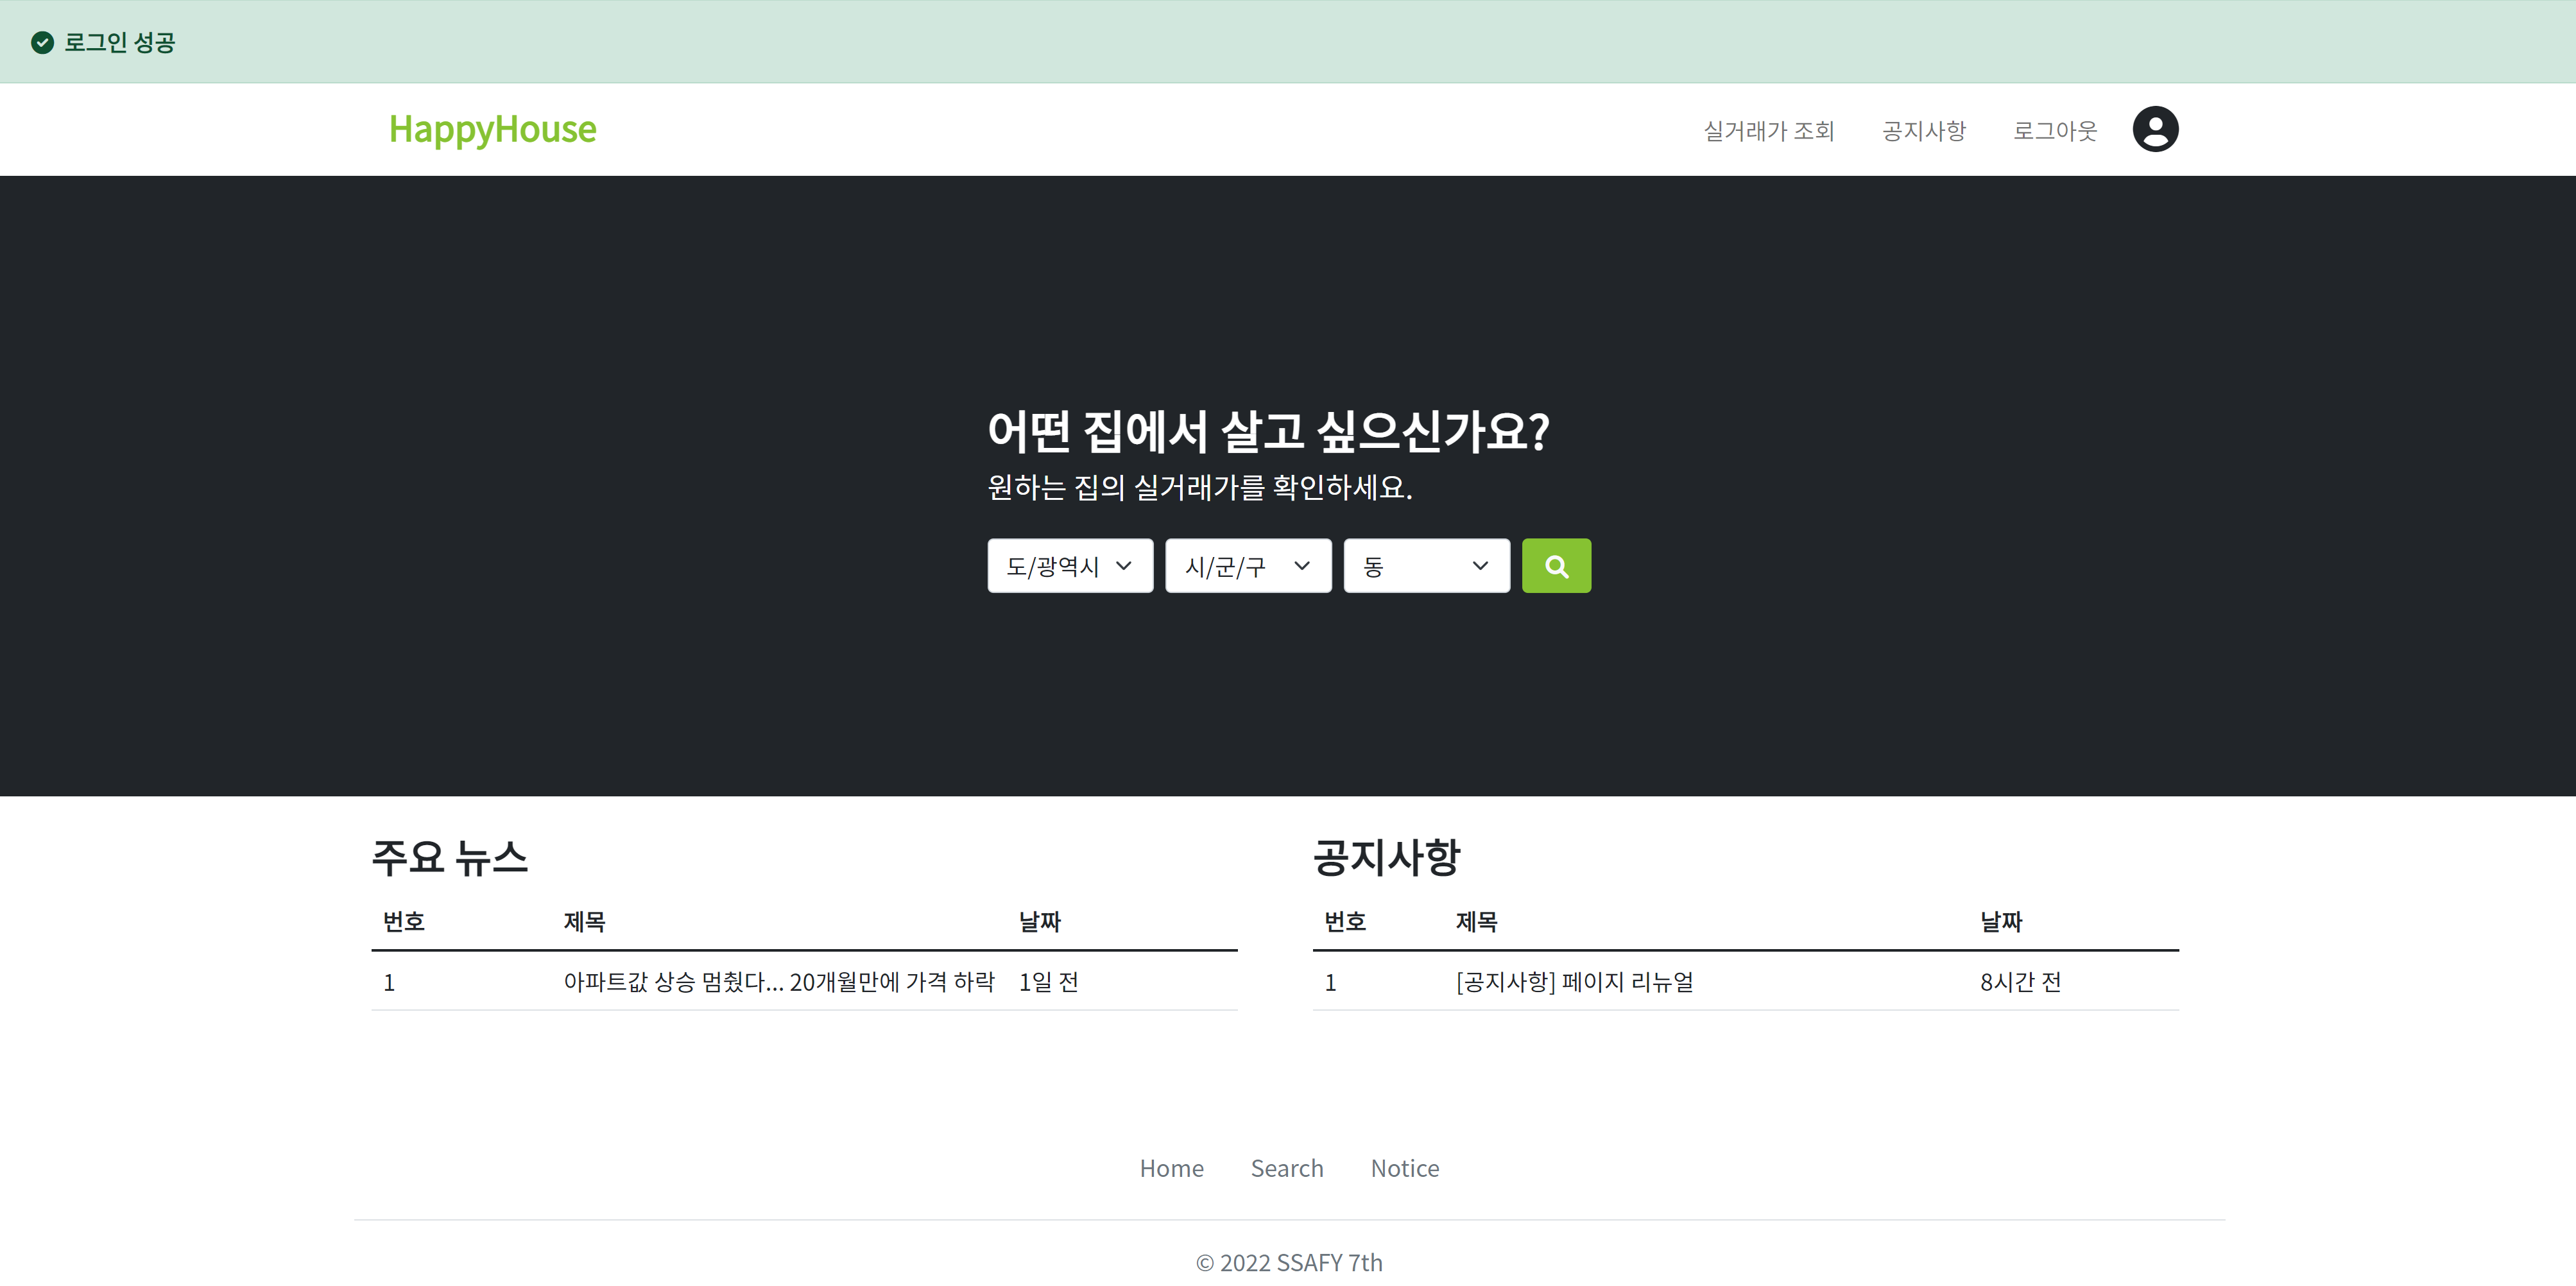 로그인 성공
HappyHouse
실거래가 조회 공지사항 로그아웃
어떤 집에서 살고 싶으신가요?
원하는 집의 실거래가를 확인하세요.
도/광역시 시/군/구 동
주요 뉴스
번호 제목 날짜
1 아파트값 상승 멈췄다... 20개월만에 가격 하락 1일 전
공지사항
번호 제목 날짜
1 [공지사항] 페이지 리뉴얼 8시간 전
Home Search Notice
© 2022 SSAFY 7th